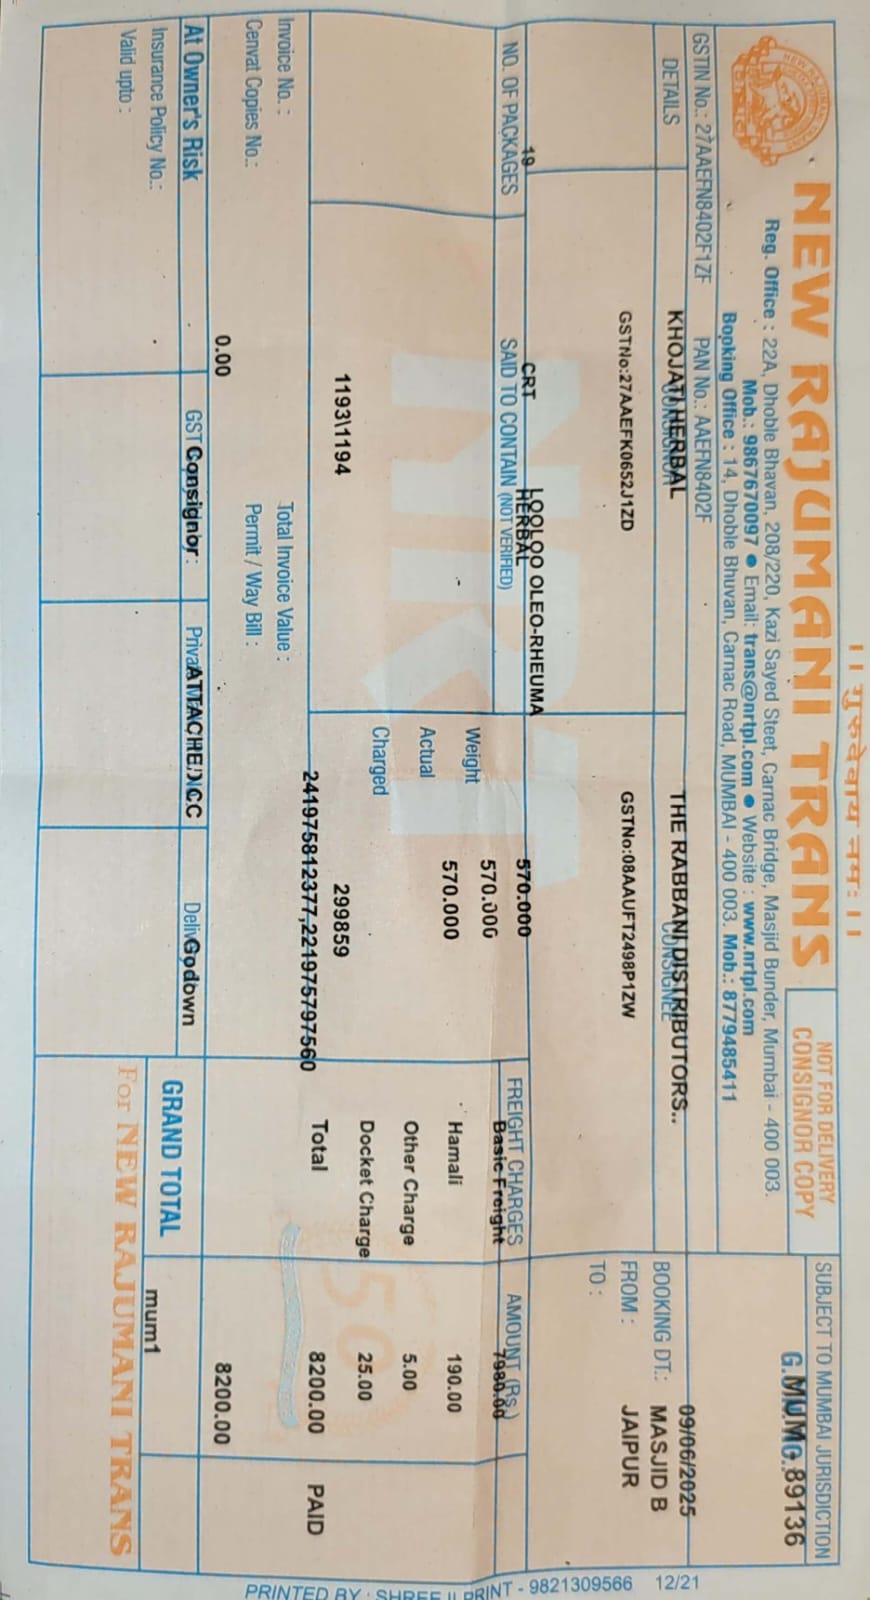 ।। गुरुदेवाय नमः ।।
NEW RAJUMANI TRANS
Reg. Office : 22A, Dhoble Bhavan, 208/220, Kazi Sayed Steet, Carnac Bridge, Masjid Bunder, Mumbai - 400 003.
Mob.: 9867670097 ● Email: trans@nrtpl.com ● Website : www.nrtpl.com
Booking Office : 14, Dhoble Bhuvan, Carnac Road, MUMBAI - 400 003. Mob.: 8779485411
NOT FOR DELIVERY
CONSIGNOR COPY
SUBJECT TO MUMBAI JURISDICTION
89136
GSTIN No.: 27AAEFN8402F1ZF PAN No.: AAEFN8402F
DETAILS
KHOJATI HERBAL
CONSIGNOR
GSTNo:27AAEFK0652J1ZD
THE RABBANI DISTRIBUTORS..
CONSIGNEE
GSTNo:08AAUFT2498P1ZW
09/06/2025
BOOKING DT.: MASJID B
FROM : JAIPUR
TO :
19
NO. OF PACKAGES
CRT
LOOLOO OLEO-RHEUMA
HERBAL
SAID TO CONTAIN (NOT VERIFIED)
570.000
Weight 570.000
Actual 570.000
Charged
FREIGHT CHARGES AMOUNT (Rs.)
Basic Freight 7980.00
Hamali 190.00
Other Charge 5.00
Docket Charge 25.00
Total 8200.00 PAID
NRT
50
1193\1194
299859
241975812377,221975797560
Invoice No. :
Total Invoice Value :
Cenvat Copies No.:
Permit / Way Bill :
0.00
8200.00
At Owner's Risk
GST Consignor :
ATTACHED
Godown
GRAND TOTAL
Insurance Policy No.:
mum1
Valid upto :
For NEW RAJUMANI TRANS
PRINTED BY : SHREE JI PRINT - 9821309566 12/21